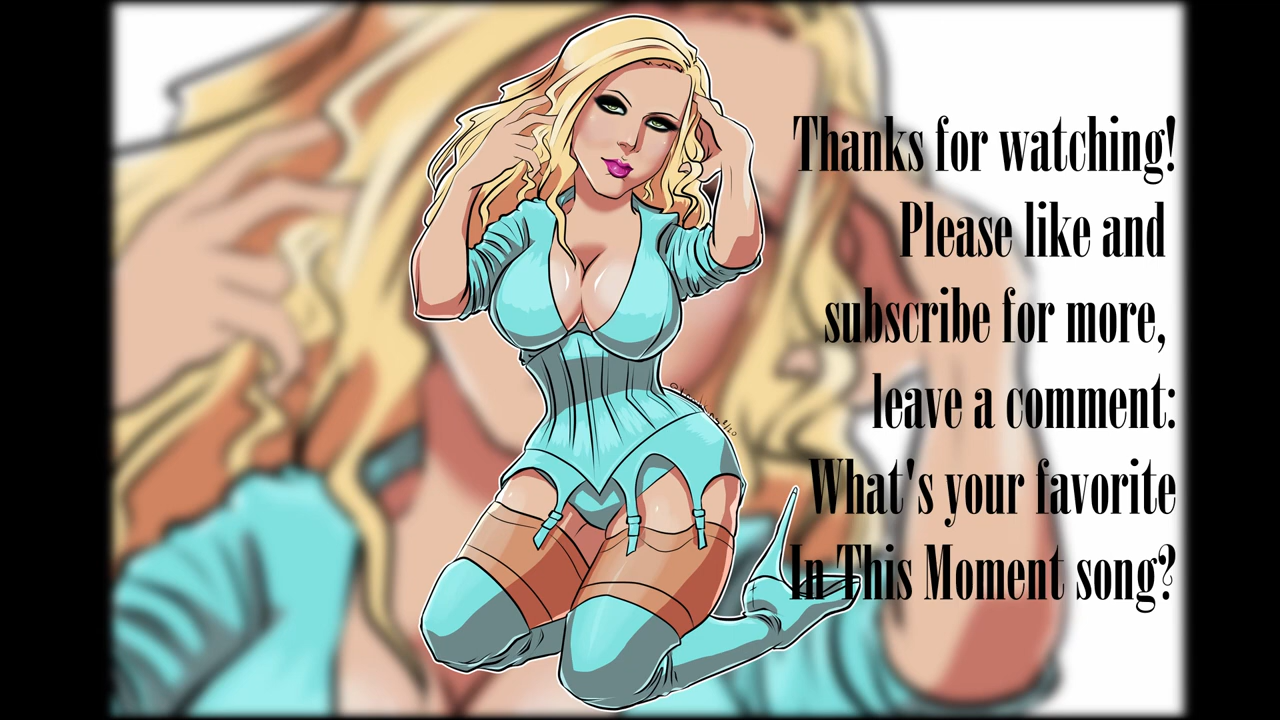 Thanks for watching!
Please like and
subscribe for more,
leave a comment:
What's your favorite
In This Moment song?